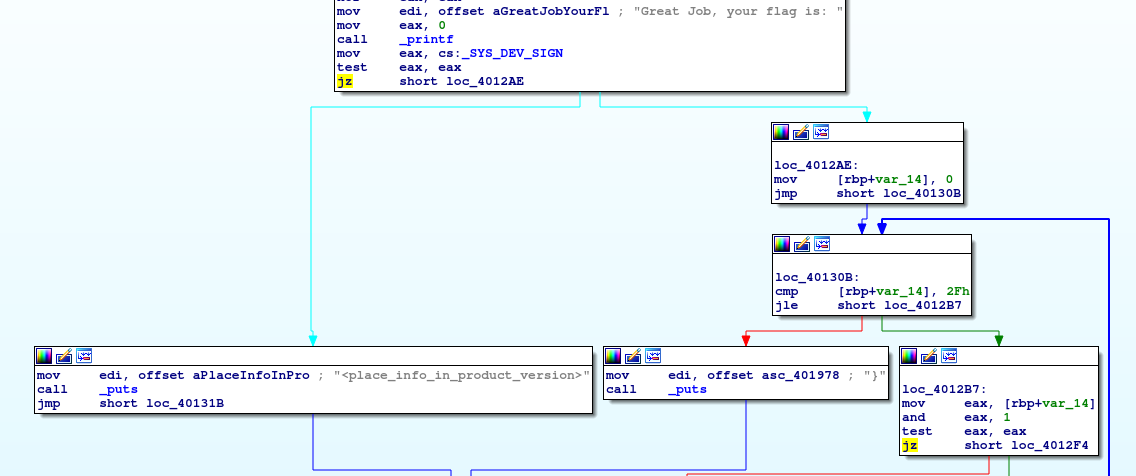 mov edi, offset aGreatJobYourFl ; "Great Job, your flag is: "
mov eax, 0
call _printf
mov eax, cs:_SYS_DEV_SIGN
test eax, eax
jz short loc_4012AE
loc_4012AE:
mov [rbp+var_14], 0
jmp short loc_40130B
loc_40130B:
cmp [rbp+var_14], 2Fh
jle short loc_4012B7
mov edi, offset aPlaceInfoInPro ; "<place_info_in_product_version>"
call _puts
jmp short loc_40131B
mov edi, offset asc_401978 ; "}"
call _puts
loc_4012B7:
mov eax, [rbp+var_14]
and eax, 1
test eax, eax
jz short loc_4012F4